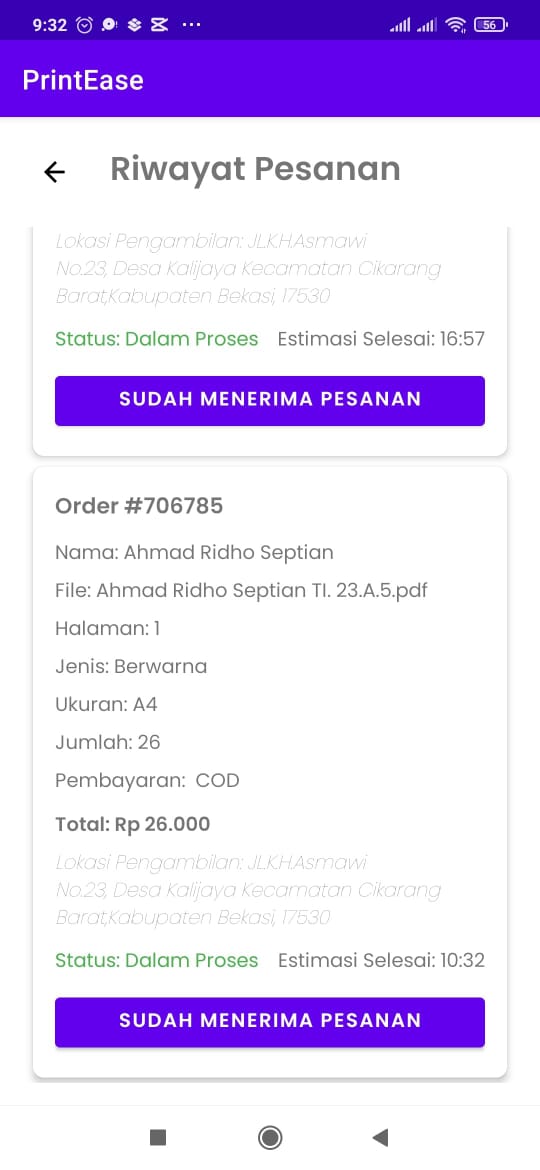 9:32
56
PrintEase
Riwayat Pesanan
Lokasi Pengambilan: JL.KH.Asmawi
No.23, Desa Kalijaya Kecamatan Cikarang
Barat,Kabupaten Bekasi, 17530
Status: Dalam Proses Estimasi Selesai: 16:57
SUDAH MENERIMA PESANAN
Order #706785
Nama: Ahmad Ridho Septian
File: Ahmad Ridho Septian TI. 23.A.5.pdf
Halaman: 1
Jenis: Berwarna
Ukuran: A4
Jumlah: 26
Pembayaran: COD
Total: Rp 26.000
Lokasi Pengambilan: JL.KH.Asmawi
No.23, Desa Kalijaya Kecamatan Cikarang
Barat,Kabupaten Bekasi, 17530
Status: Dalam Proses Estimasi Selesai: 10:32
SUDAH MENERIMA PESANAN